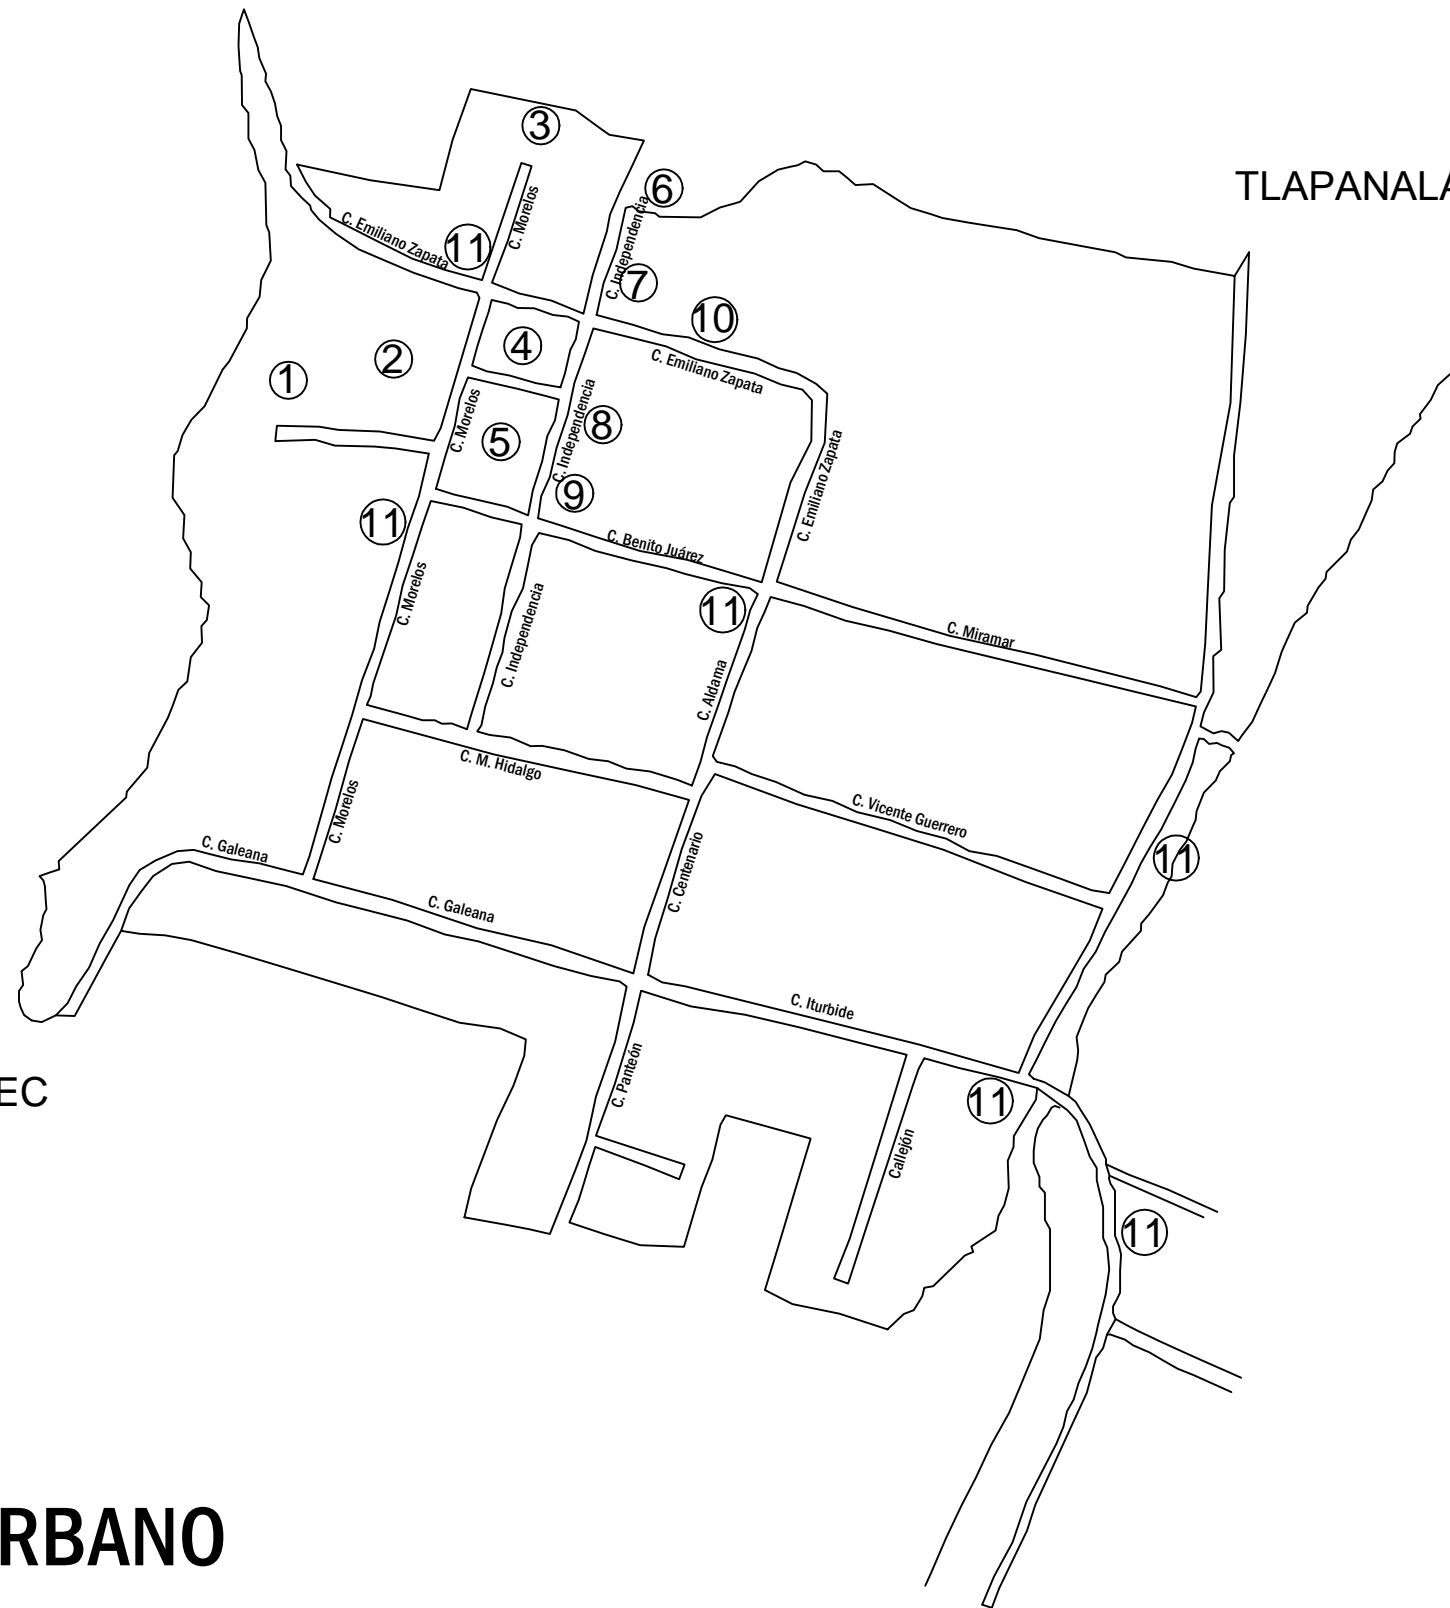 3
TLAPANALA
6
C. Morelos
C. Emiliano Zapata
11
C. Independencia
7
10
4
2
1
C. Emiliano Zapata
C. Morelos
C. Independencia
8
5
C. Emiliano Zapata
9
11
C. Benito Juárez
C. Morelos
11
C. Independencia
C. Miramar
C. Aldama
C. M. Hidalgo
C. Morelos
C. Vicente Guerrero
C. Galeana
11
C. Centenario
C. Galeana
C. Iturbide
C. Panteón
EC
11
Callejón
11
RBANO